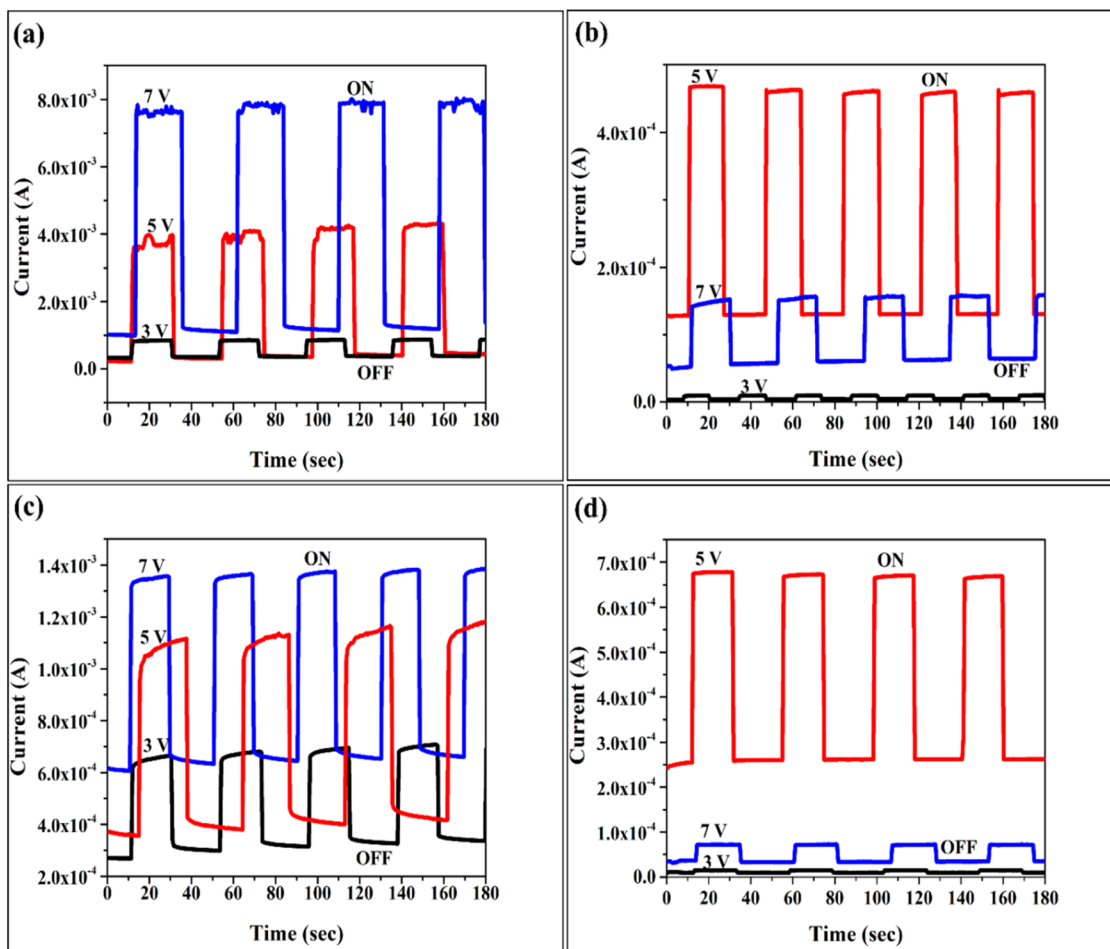 (a)
8.0x10⁻³
6.0x10⁻³
4.0x10⁻³
2.0x10⁻³
0.0
Current (A)
7 V
ON
5 V
3 V
OFF
0 20 40 60 80 100 120 140 160 180
Time (sec)
(b)
4.0x10⁻⁴
2.0x10⁻⁴
0.0
Current (A)
5 V
ON
7 V
OFF
3 V
0 20 40 60 80 100 120 140 160 180
Time (sec)
(c)
1.4x10⁻³
1.2x10⁻³
1.0x10⁻³
8.0x10⁻⁴
6.0x10⁻⁴
4.0x10⁻⁴
2.0x10⁻⁴
Current (A)
7 V
ON
5 V
3 V
OFF
0 20 40 60 80 100 120 140 160 180
Time (sec)
(d)
7.0x10⁻⁴
6.0x10⁻⁴
5.0x10⁻⁴
4.0x10⁻⁴
3.0x10⁻⁴
2.0x10⁻⁴
1.0x10⁻⁴
0.0
Current (A)
5 V
ON
7 V
OFF
3 V
0 20 40 60 80 100 120 140 160 180
Time (sec)